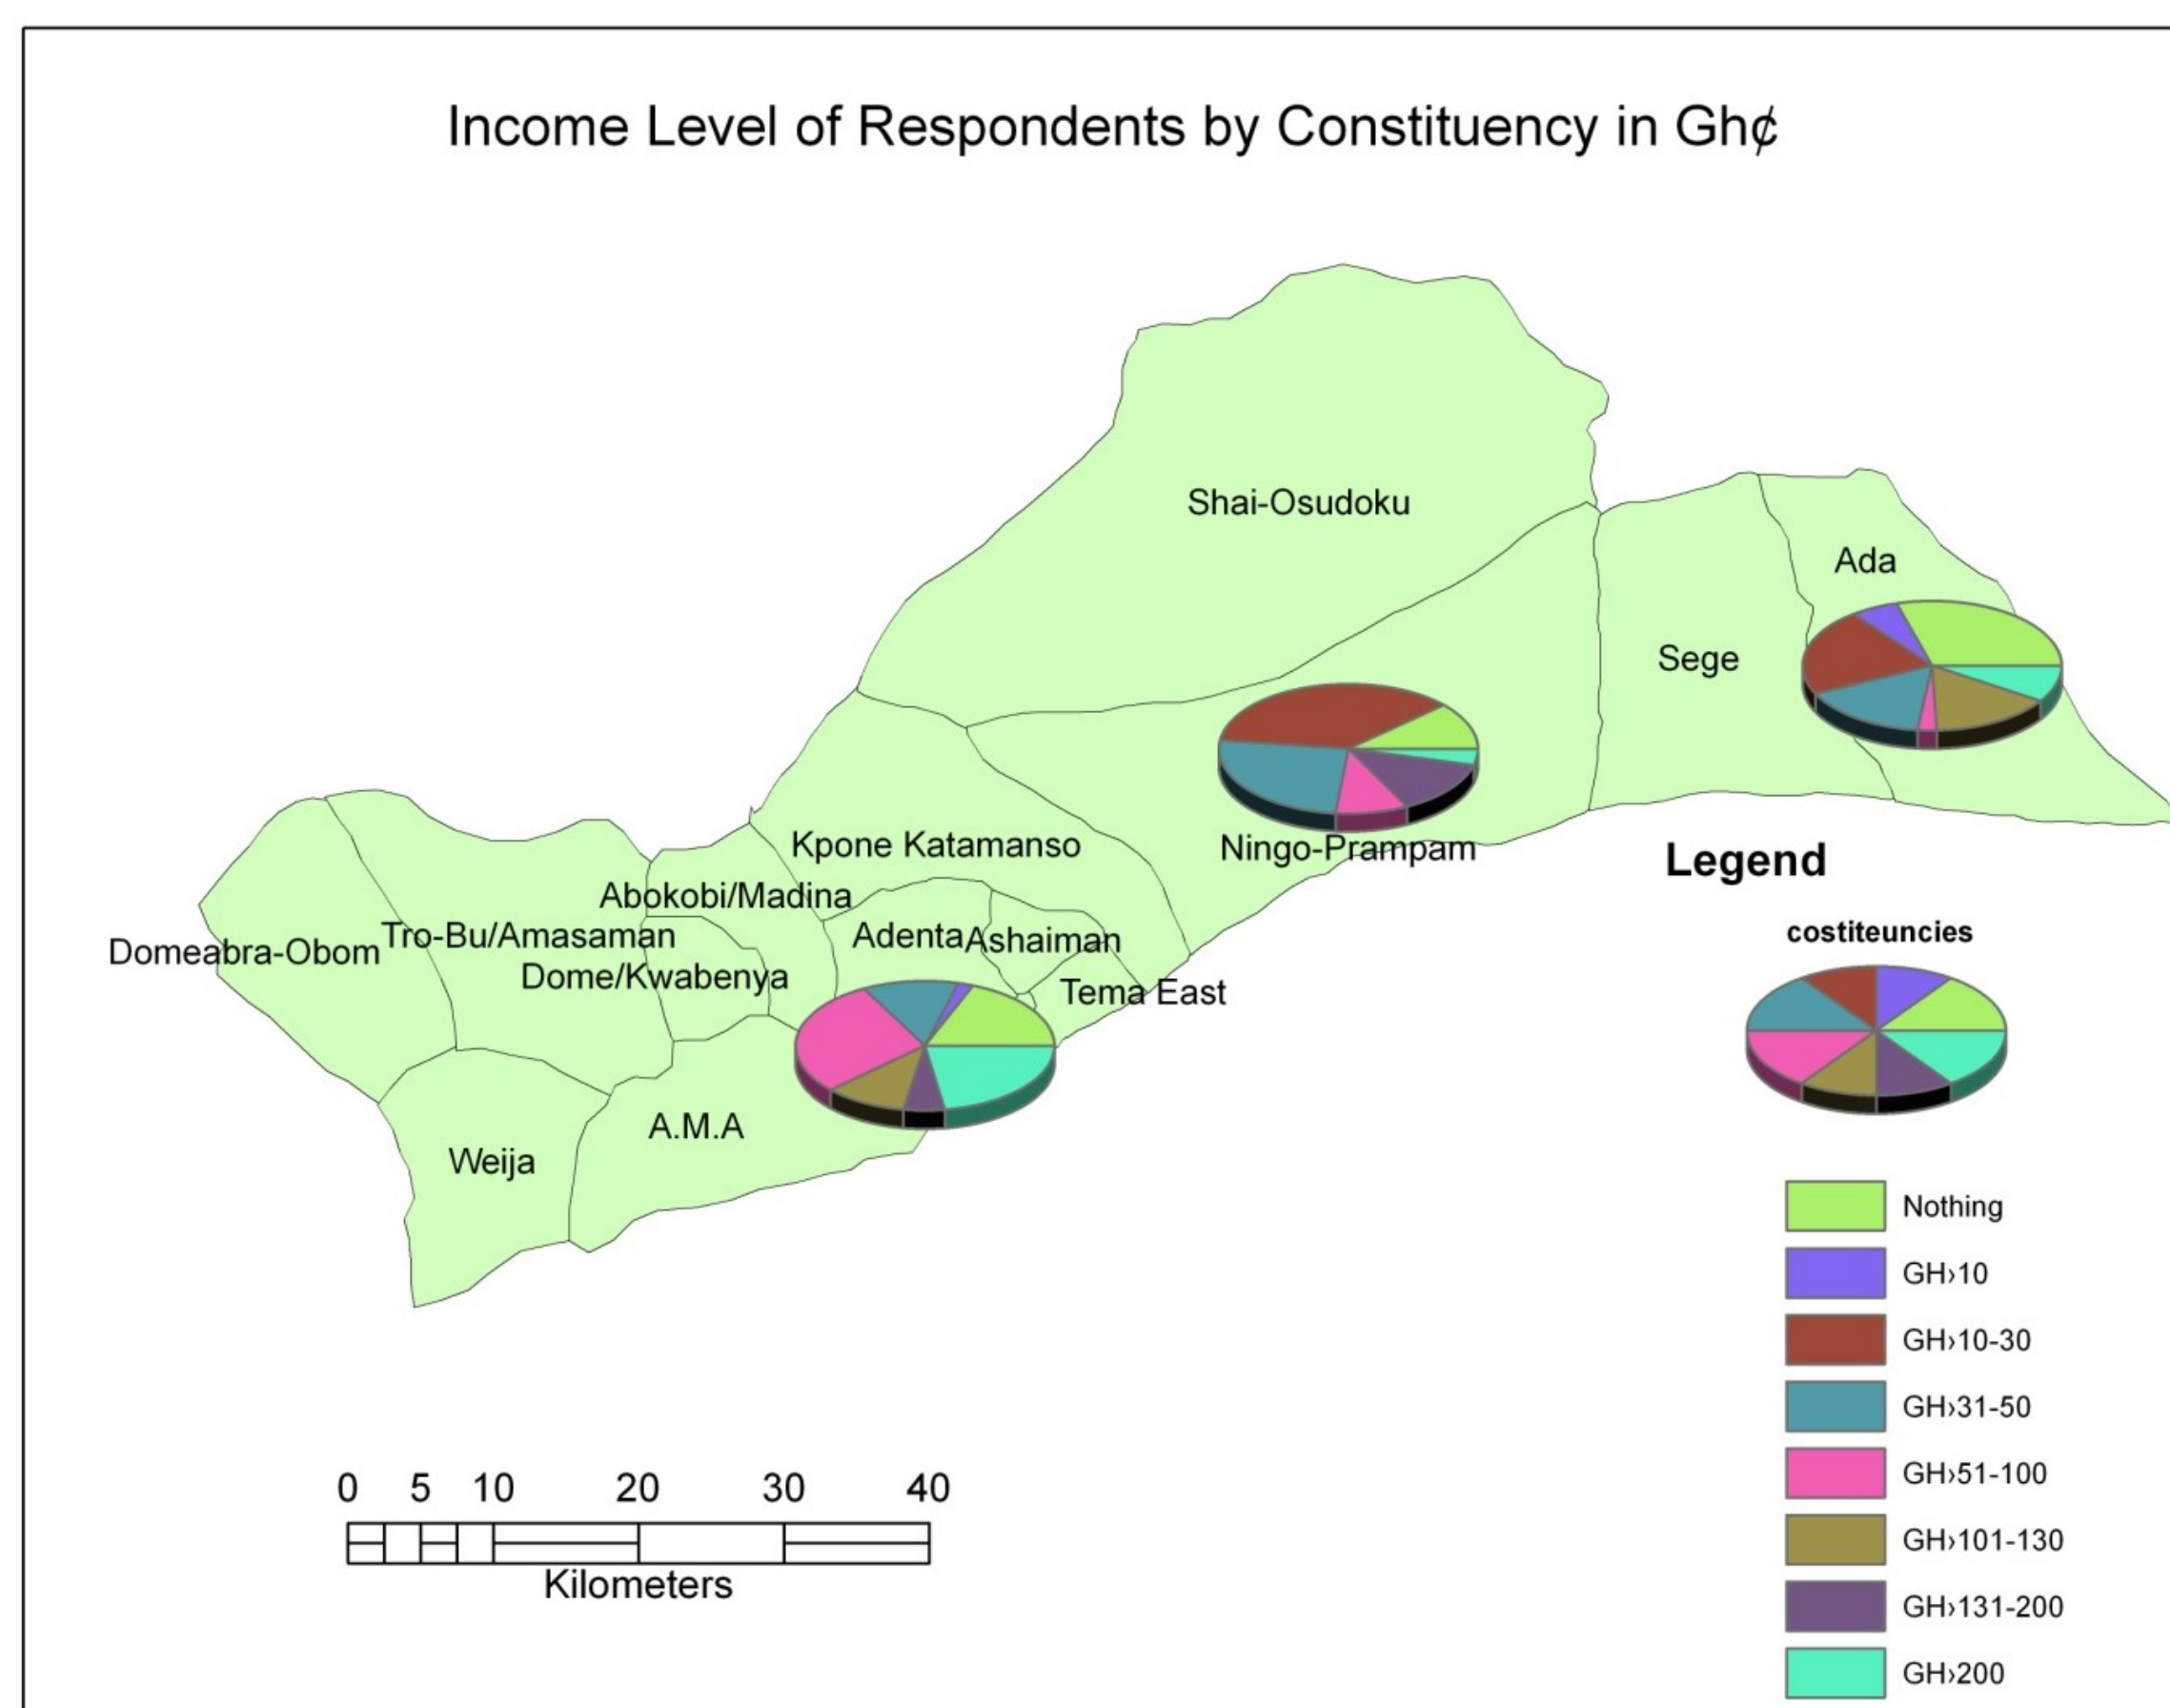 Income Level of Respondents by Constituency in Gh¢
Shai-Osudoku
Ada
Sege
Kpone Katamanso
Ningo-Prampam
Abokobi/Madina
Tro-Bu/Amasaman
Adenta
Ashaiman
Domeabra-Obom
Dome/Kwabenya
Tema East
A.M.A
Weija
Legend
costiteuncies
Nothing
GH›10
GH›10-30
GH›31-50
GH›51-100
GH›101-130
GH›131-200
GH›200
0 5 10 20 30 40
Kilometers